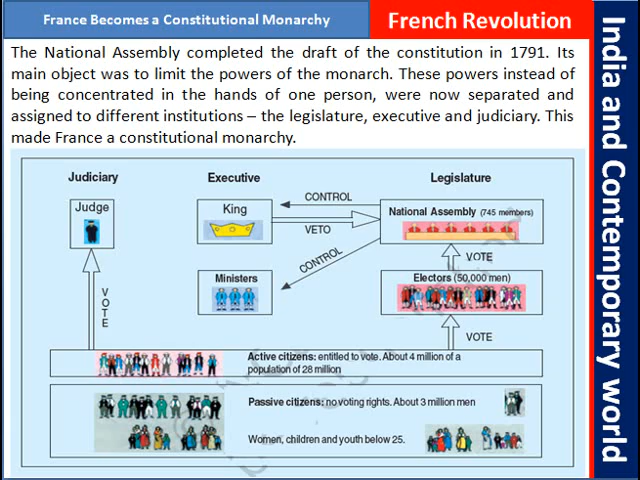 France Becomes a Constitutional Monarchy
French Revolution
The National Assembly completed the draft of the constitution in 1791. Its
main object was to limit the powers of the monarch. These powers instead of
being concentrated in the hands of one person, were now separated and
assigned to different institutions – the legislature, executive and judiciary. This
made France a constitutional monarchy.
Judiciary
Executive
Legislature
Judge
King
CONTROL
VETO
National Assembly (745 members)
CONTROL
VOTE
Ministers
Electors (50,000 men)
VOTE
VOTE
Active citizens: entitled to vote. About 4 million of a
population of 28 million
Passive citizens: no voting rights. About 3 million men
Women, children and youth below 25.
India and Contemporary world